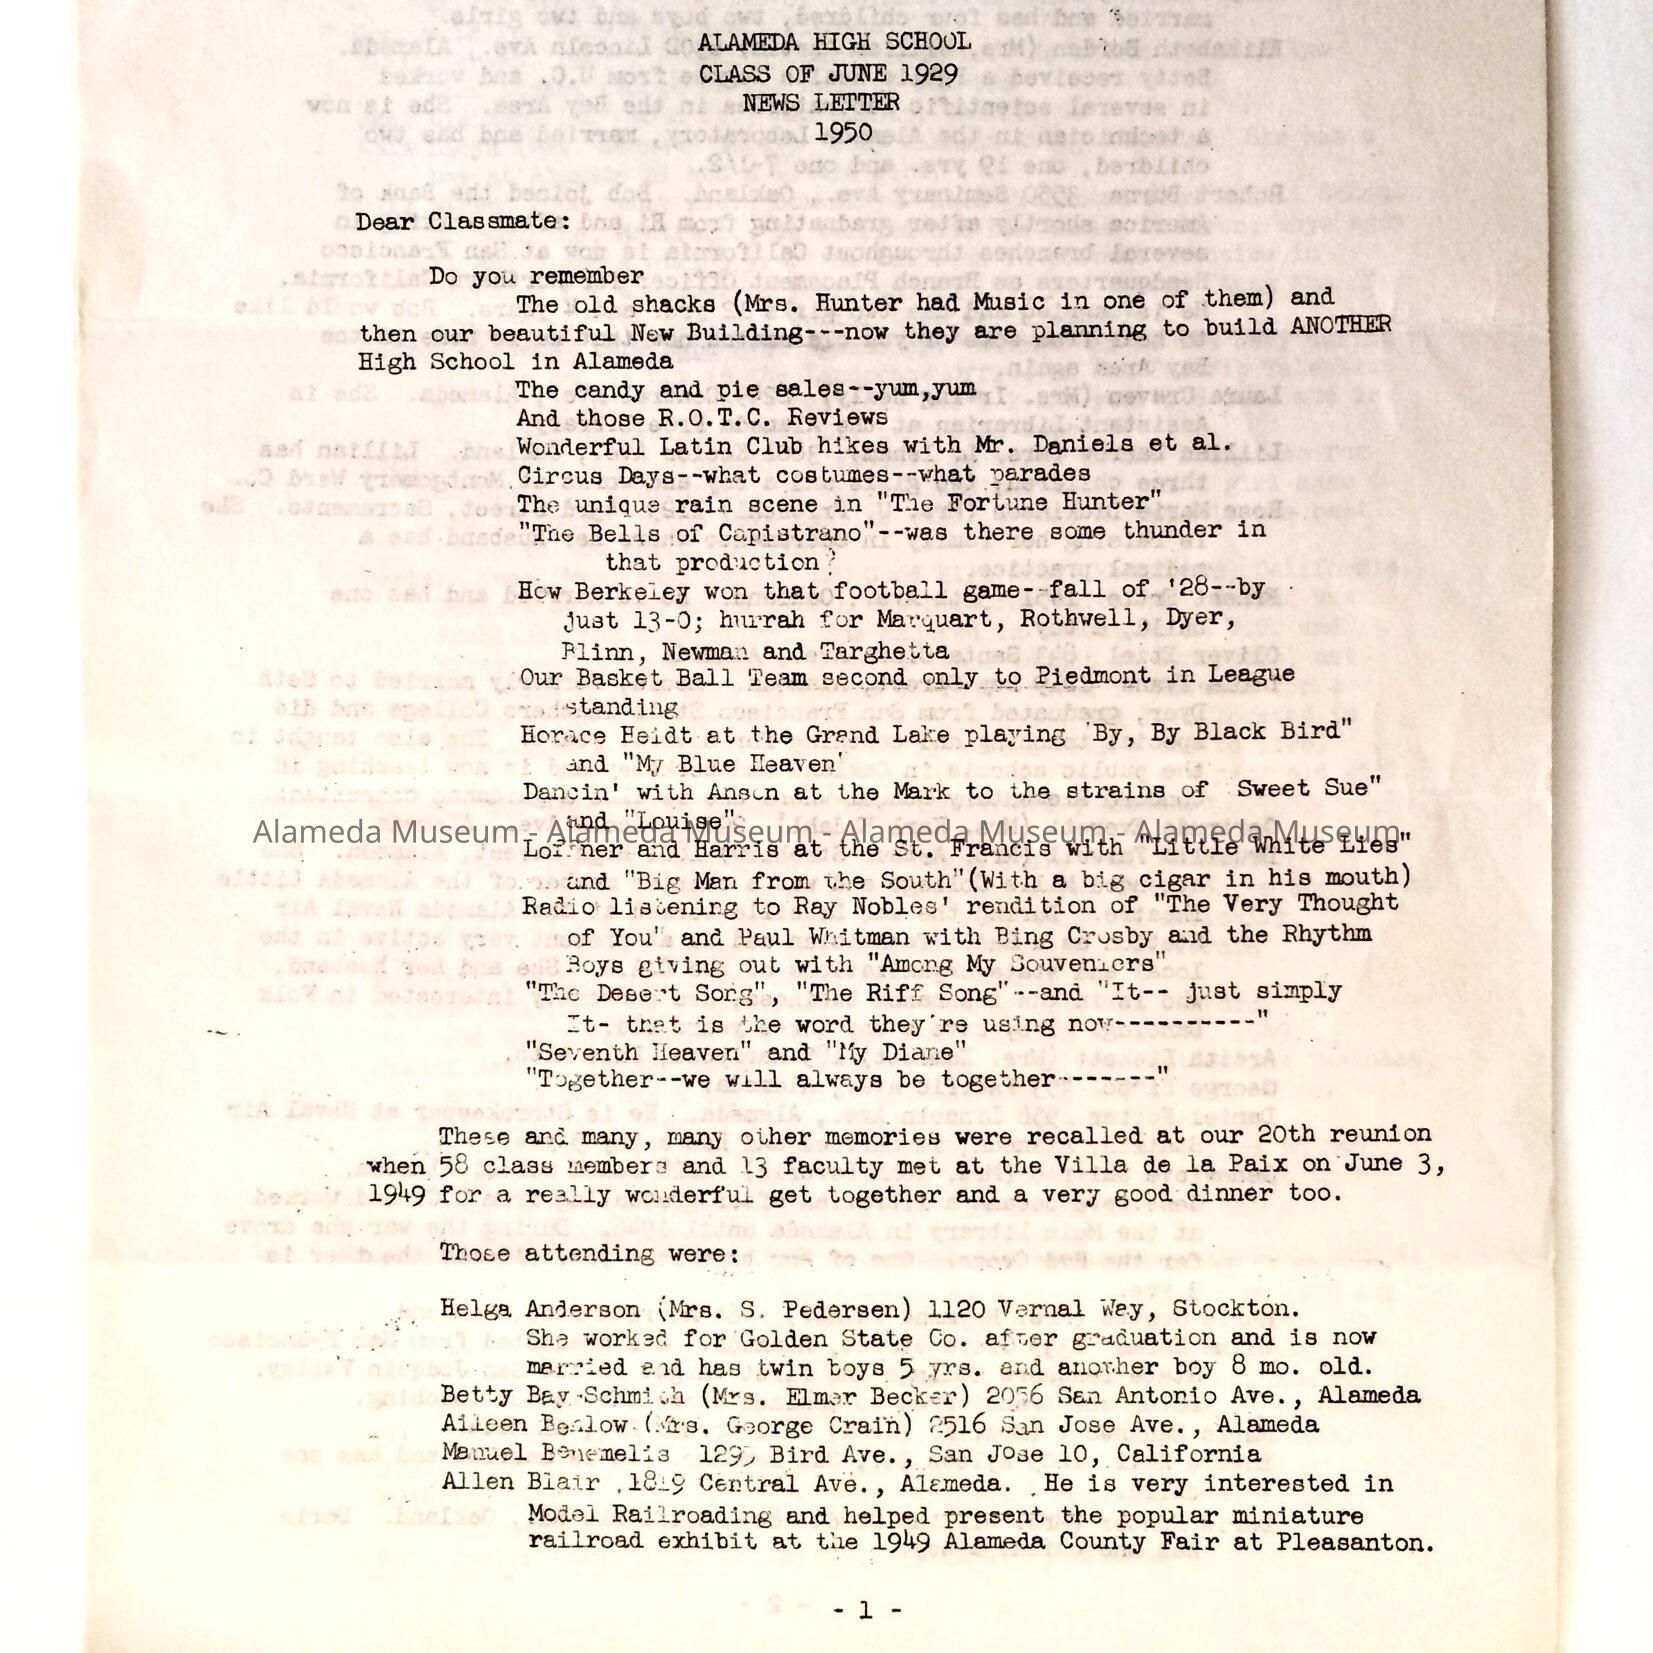 ALAMEDA HIGH SCHOOL
CLASS OF JUNE 1929
NEWS LETTER
1950
Dear Classmate:
Do you remember
The old shacks (Mrs. Hunter had Music in one of them) and
then our beautiful New Building---now they are planning to build ANOTHER
High School in Alameda
The candy and pie sales--yum,yum
And those R.O.T.C. Reviews
Wonderful Latin Club hikes with Mr. Daniels et al.
Circus Days--what costumes--what parades
The unique rain scene in "The Fortune Hunter"
"The Bells of Capistrano"--was there some thunder in
that production?
How Berkeley won that football game--fall of '28--by
just 13-0; hurrah for Marquart, Rothwell, Dyer,
Blinn, Newman and Targhetta
Our Basket Ball Team second only to Piedmont in League
standing
Horace Heidt at the Grand Lake playing 'By, By Black Bird"
and "My Blue Heaven'
Dancin' with Anson at the Mark to the strains of Sweet Sue"
and "Louise"
Alameda Museum - Alameda Museum - Alameda Museum - Alameda Museum
Lofner and Harris at the St. Francis with "Little White Lies"
and "Big Man from the South"(With a big cigar in his mouth)
Radio listening to Ray Nobles' rendition of "The Very Thought
of You" and Paul Whitman with Bing Crosby and the Rhythm
Boys giving out with "Among My Souveniers"
"The Desert Song", "The Riff Song"--and "It-- just simply
It- that is the word they're using now----------"
"Seventh Heaven" and "My Diane"
"Together--we will always be together-------"
These and many, many other memories were recalled at our 20th reunion
when 58 class members and 13 faculty met at the Villa de la Paix on June 3,
1949 for a really wonderful get together and a very good dinner too.
Those attending were:
Helga Anderson (Mrs. S. Pedersen) 1120 Vernal Way, Stockton.
She worked for Golden State Co. after graduation and is now
married and has twin boys 5 yrs. and another boy 8 mo. old.
Betty Bay-Schmith (Mrs. Elmer Becker) San Antonio Ave., Alameda
Aileen (Mrs. George Crain) 2516 San Jose Ave., Alameda
Manuel Benemelis Bird Ave., San Jose 10, California
Allen Blair Central Ave., Alameda. He is very interested in
Model Railroading and helped present the popular miniature
railroad exhibit at the 1949 Alameda County Fair at Pleasanton.
- 1 -